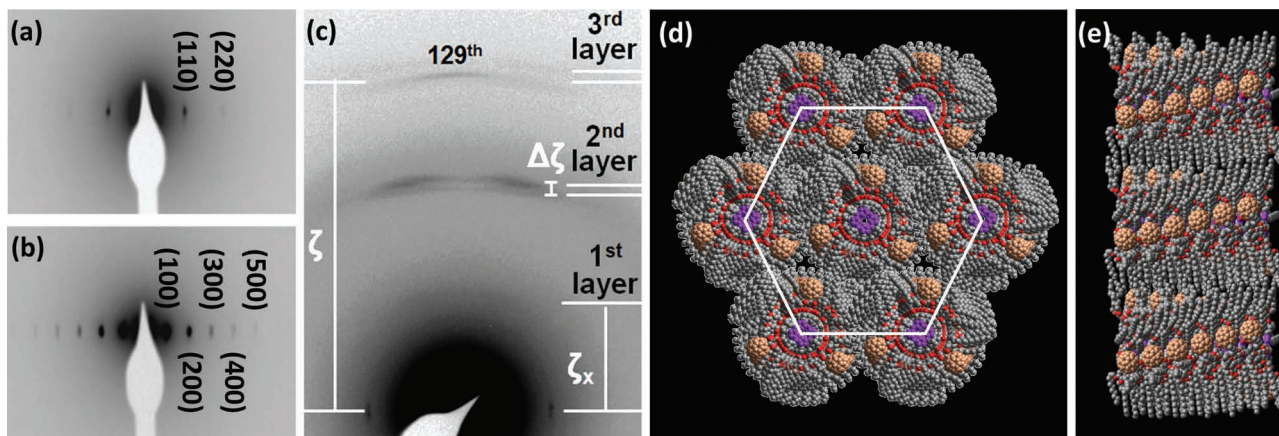 (a)
(110)
(220)
(b)
(100)
(300)
(500)
(200)
(400)
(c)
129th
3rd
layer
2nd
layer
Δζ
1st
layer
ζ
ζx
(d)
(e)